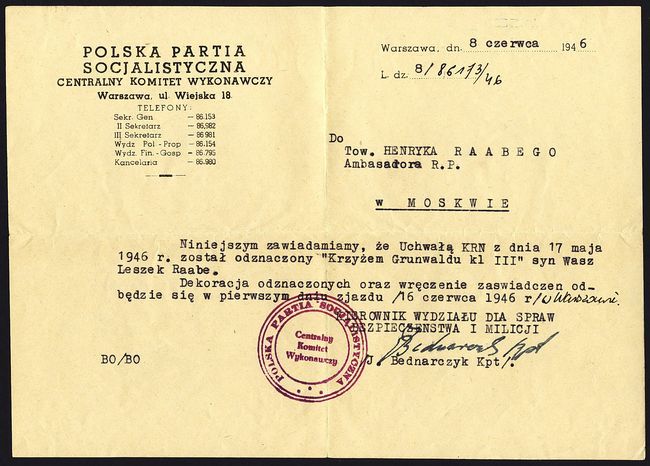 POLSKA PARTIA
SOCJALISTYCZNA
CENTRALNY KOMITET WYKONAWCZY
Warszawa, ul. Wiejska 18.
TELEFONY:
Sekr. Gen — 86.153
II Sekretarz — 86.982
III Sekretarz — 86 981
Wydz Pol - Prop — 86.154
Wydz. Fin.-Gosp — 86.795
Kancelaria — 86.980
Warszawa, dn. 8 czerwca 1946
L. dz. 8/86173/46
Do
Tow. HENRYKA RAABEGO
Ambasadora R.P.
w MOSKWIE
Niniejszym zawiadamiamy, że Uchwałą KRN z dnia 17 maja
1946 r. został odznaczony "Krzyżem Grunwaldu kl III" syn Wasz
Leszek Raabe.
Dekoracja odznaczonych oraz wręczenie zaświadczeń od-
będzie się w pierwszym dniu zjazdu /16 czerwca 1946 r/w Warszawie.
KIEROWNIK WYDZIAŁU DLA SPRAW
BEZPIECZEŃSTWA I MILICJI
Bednarczyk Kpt
/J Bednarczyk Kpt/.
BO/BO
POLSKA PARTIA SOCJALISTYCZNA
Centralny
Komitet
Wykonawczy